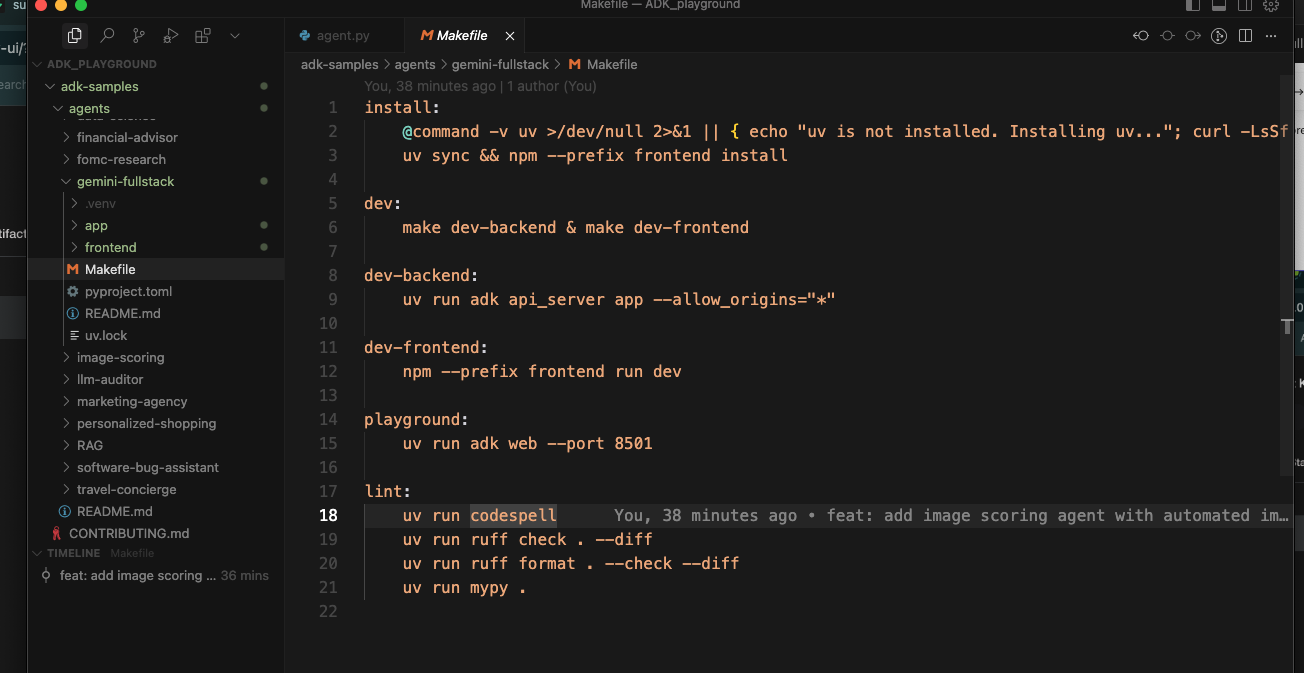 su
Makefile — ADK_playground
-ui/?
agent.py
Makefile
ADK_PLAYGROUND
adk-samples > agents > gemini-fullstack > Makefile
earc
adk-samples
You, 38 minutes ago | 1 author (You)
agents
1 install:
financial-advisor
2 @command -v uv >/dev/null 2>&1 || { echo "uv is not installed. Installing uv..."; curl -LsSf
fomc-research
3 uv sync && npm --prefix frontend install
gemini-fullstack
4
.venv
5 dev:
app
6 make dev-backend & make dev-frontend
tifact
frontend
7
Makefile
8 dev-backend:
pyproject.toml
9 uv run adk api_server app --allow_origins="*"
README.md
10
uv.lock
11 dev-frontend:
image-scoring
12 npm --prefix frontend run dev
llm-auditor
13
marketing-agency
14 playground:
personalized-shopping
15 uv run adk web --port 8501
RAG
16
software-bug-assistant
17 lint:
travel-concierge
18 uv run codespell You, 38 minutes ago • feat: add image scoring agent with automated im…
README.md
19 uv run ruff check . --diff
CONTRIBUTING.md
20 uv run ruff format . --check --diff
TIMELINE Makefile
21 uv run mypy .
feat: add image scoring ... 36 mins
22